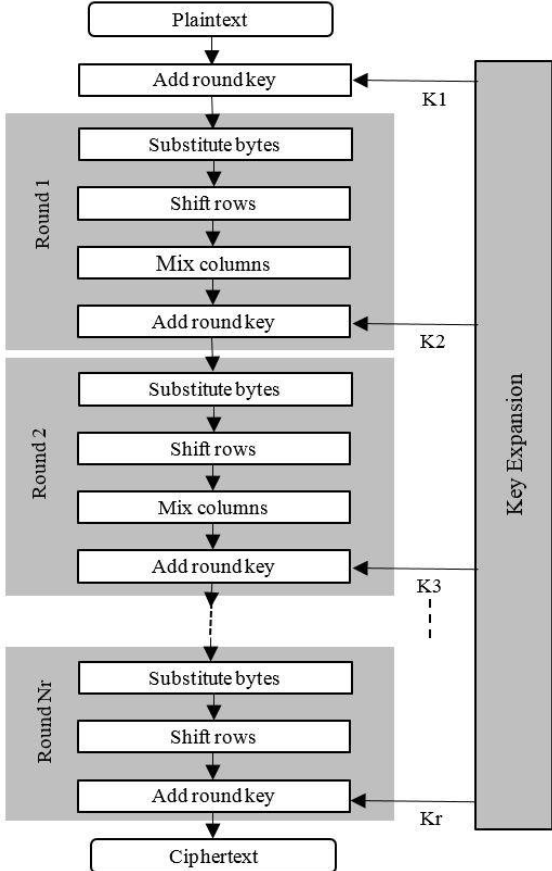 Plaintext
Add round key
K1
Round 1
Substitute bytes
Shift rows
Mix columns
Add round key
K2
Round 2
Substitute bytes
Shift rows
Mix columns
Add round key
K3
Key Expansion
Round Nr
Substitute bytes
Shift rows
Add round key
Kr
Ciphertext